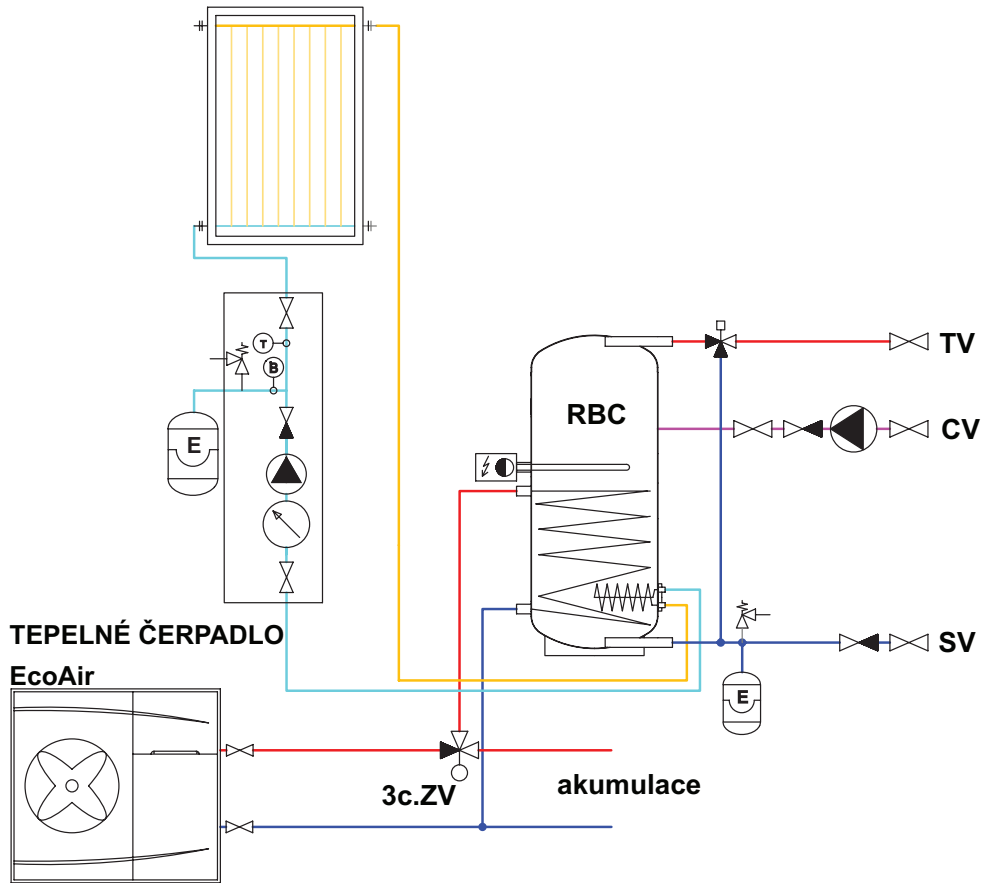 T
B
E
RBC
TV
CV
TEPELNÉ ČERPADLO
EcoAir
SV
E
3c.ZV
akumulace